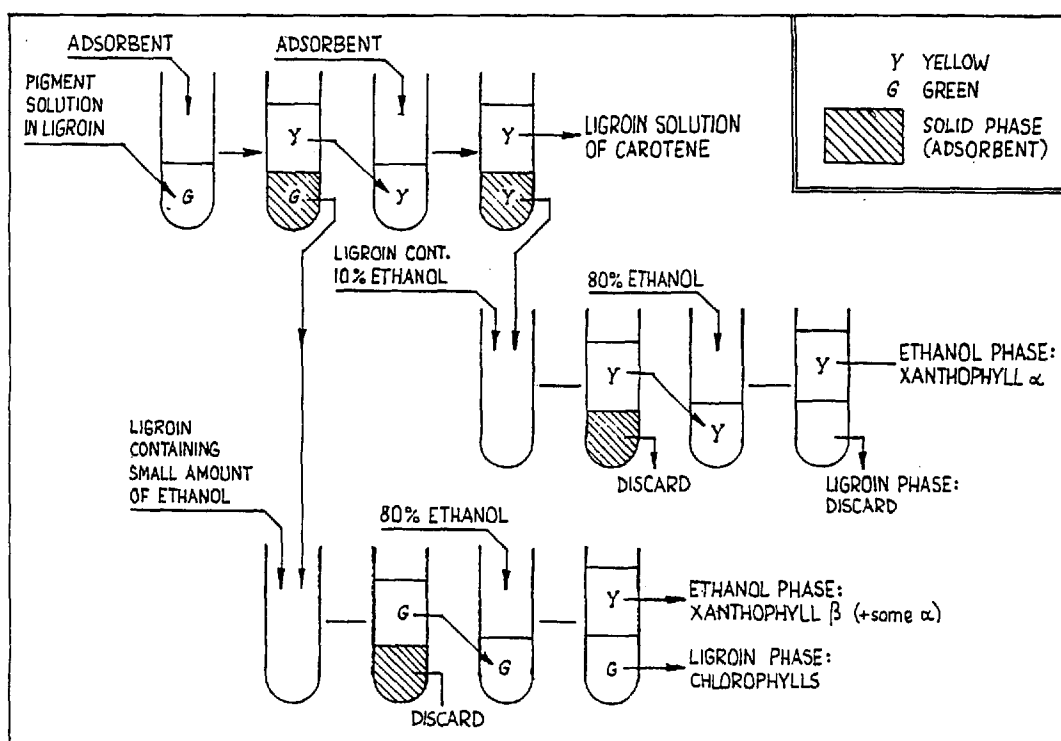 ADSORBENT
ADSORBENT
PIGMENT
SOLUTION
IN LIGROIN
G
Y
G
Y
Y
Y
LIGROIN SOLUTION
OF CAROTENE
Y YELLOW
G GREEN
SOLID PHASE
(ADSORBENT)
LIGROIN CONT.
10% ETHANOL
80% ETHANOL
Y
Y
Y
ETHANOL PHASE:
XANTHOPHYLL α
DISCARD
LIGROIN PHASE:
DISCARD
LIGROIN
CONTAINING
SMALL AMOUNT
OF ETHANOL
80% ETHANOL
G
G
Y
G
ETHANOL PHASE:
XANTHOPHYLL β (+some α)
LIGROIN PHASE:
CHLOROPHYLLS
DISCARD